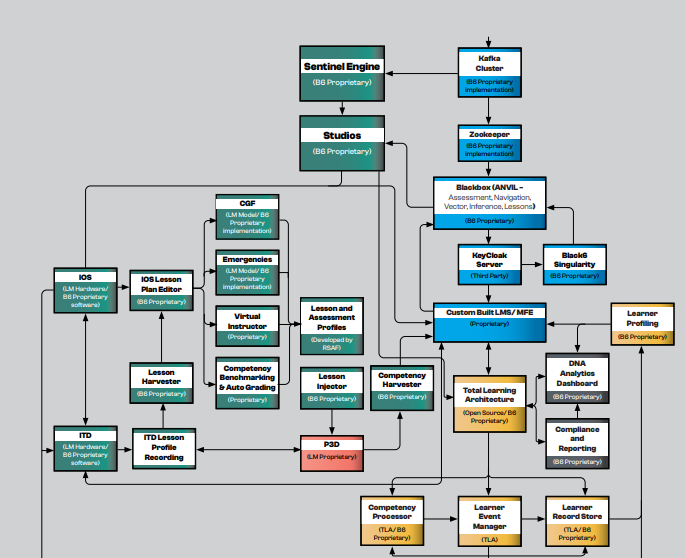 Sentinel Engine
(B6 Proprietary)
Kafka
Cluster
(B6 Proprietary
implementation)
Studios
(B6 Proprietary)
Zookeeper
(B6 Proprietary
implementation)
Blackbox (ANVIL –
Assessment, Navigation,
Vector, Inference, Lessons)
(B6 Proprietary)
CGF
(LM Model/ B6
Proprietary
implementation)
KeyCloak
Server
(Third Party)
Black6
Singularity
(B6 Proprietary)
Emergencies
(LM Model/ B6
Proprietary
implementation)
IOS
(LM Hardware/
B6 Proprietary
software)
IOS Lesson
Plan Editor
(B6 Proprietary)
Virtual
Instructor
(Proprietary)
Lesson and
Assessment
Profiles
(Developed by
RSAF)
Custom Built LMS/ MFE
(Proprietary)
Learner
Profiling
(B6 Proprietary)
Lesson
Harvester
(B6 Proprietary)
Competency
Benchmarking
& Auto Grading
(Proprietary)
Lesson
Injector
(B6 Proprietary)
Competency
Harvester
(B6 Proprietary)
Total Learning
Architecture
(Open Source/ B6
Proprietary)
DNA
Analytics
Dashboard
(B6 Proprietary)
ITD
(LM Hardware/
B6 Proprietary
software)
ITD Lesson
Profile
Recording
P3D
(LM Proprietary)
Compliance
and
Reporting
(B6 Proprietary)
Competency
Processor
(TLA/ B6
Proprietary)
Learner
Event
Manager
(TLA)
Learner
Record Store
(TLA/ B6
Proprietary)